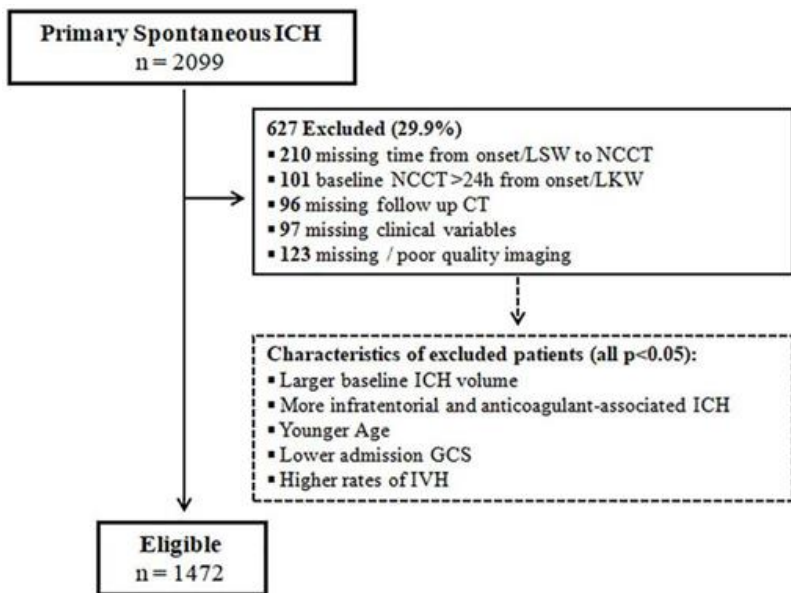 Primary Spontaneous ICH
n = 2099
627 Excluded (29.9%)
▪ 210 missing time from onset/LSW to NCCT
▪ 101 baseline NCCT>24h from onset/LKW
▪ 96 missing follow up CT
▪ 97 missing clinical variables
▪ 123 missing / poor quality imaging
Characteristics of excluded patients (all p<0.05):
▪ Larger baseline ICH volume
▪ More infratentorial and anticoagulant-associated ICH
▪ Younger Age
▪ Lower admission GCS
▪ Higher rates of IVH
Eligible
n = 1472